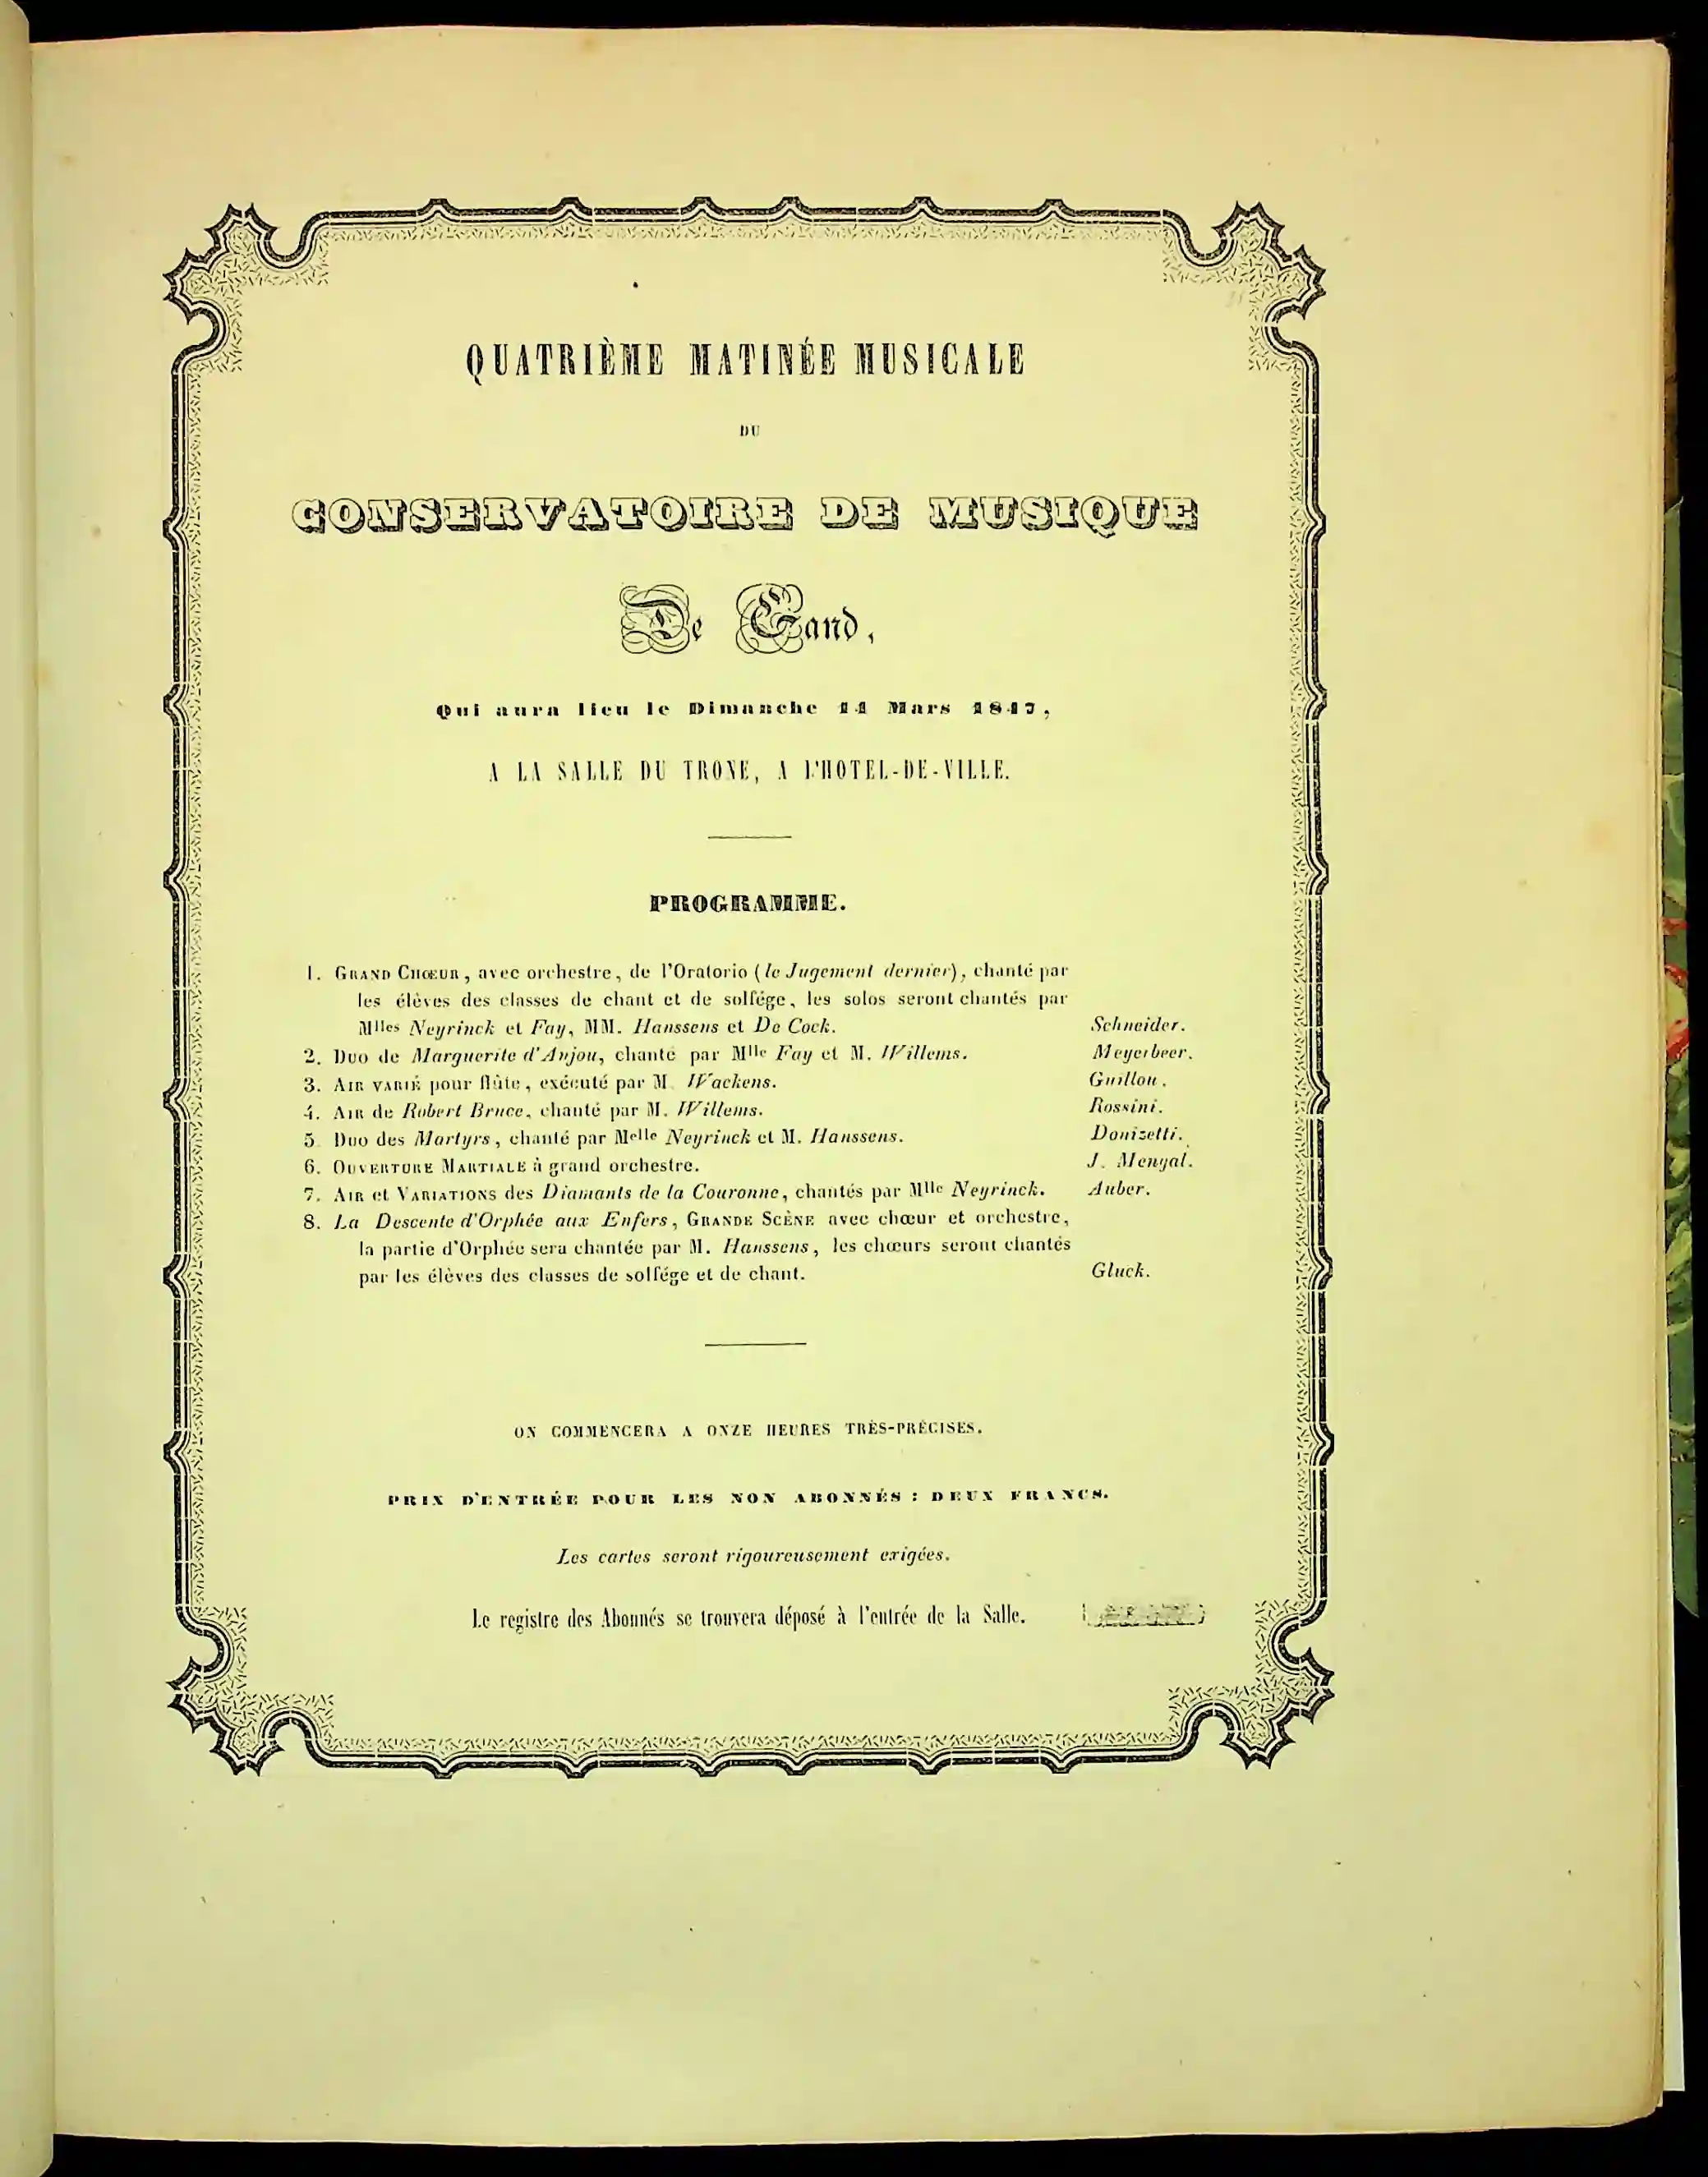 QUATRIÈME MATINÉE MUSICALE
DU
CONSERVATOIRE DE MUSIQUE
De Gand,
Qui aura lieu le Dimanche 14 Mars 1847,
A LA SALLE DU TRONE, A L'HOTEL-DE-VILLE.
PROGRAMME.
1. GRAND CHŒUR, avec orchestre, de l'Oratorio (le Jugement dernier), chanté par
les élèves des classes de chant et de solfége, les solos seront chantés par
Mlles Neyrinck et Fay, MM. Hanssens et De Cock. Schneider.
2. Duo de Marguerite d'Anjou, chanté par Mlle Fay et M. Willems. Meyerbeer.
3. AIR VARIÉ pour flûte, exécuté par M. Wackens. Guillou.
4. AIR de Robert Bruce, chanté par M. Willems. Rossini.
5. Duo des Martyrs, chanté par Melle Neyrinck et M. Hanssens. Donizetti.
6. OUVERTURE MARTIALE à grand orchestre. J. Mengal.
7. AIR et VARIATIONS des Diamants de la Couronne, chantés par Mlle Neyrinck. Auber.
8. La Descente d'Orphée aux Enfers, GRANDE SCÈNE avec chœur et orchestre,
la partie d'Orphée sera chantée par M. Hanssens, les chœurs seront chantés
par les élèves des classes de solfége et de chant. Gluck.
ON COMMENCERA A ONZE HEURES TRÈS-PRÉCISES.
PRIX D'ENTRÉE POUR LES NON ABONNÉS : DEUX FRANCS.
Les cartes seront rigoureusement exigées.
Le registre des Abonnés se trouvera déposé à l'entrée de la Salle.